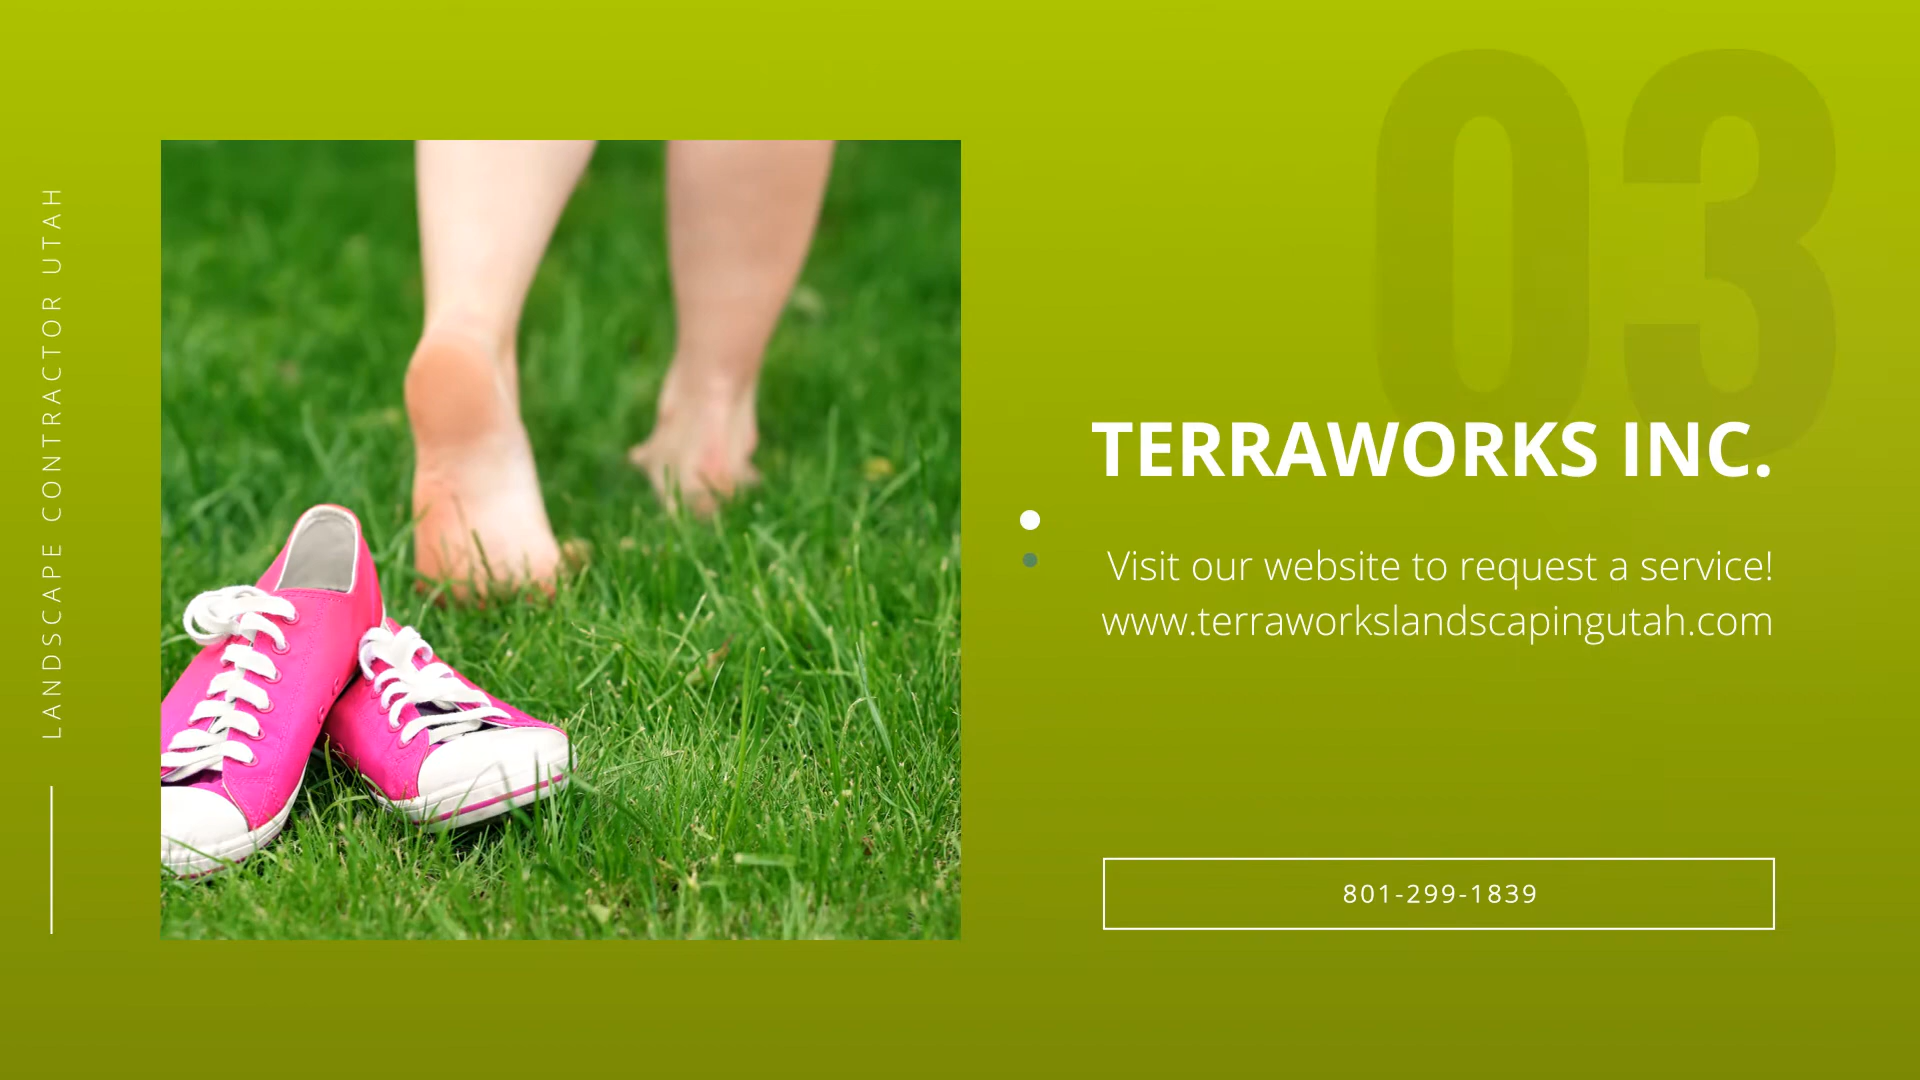 LANDSCAPE CONTRACTOR UTAH
03
TERRAWORKS INC.
Visit our website to request a service!
www.terraworkslandscapingutah.com
801-299-1839